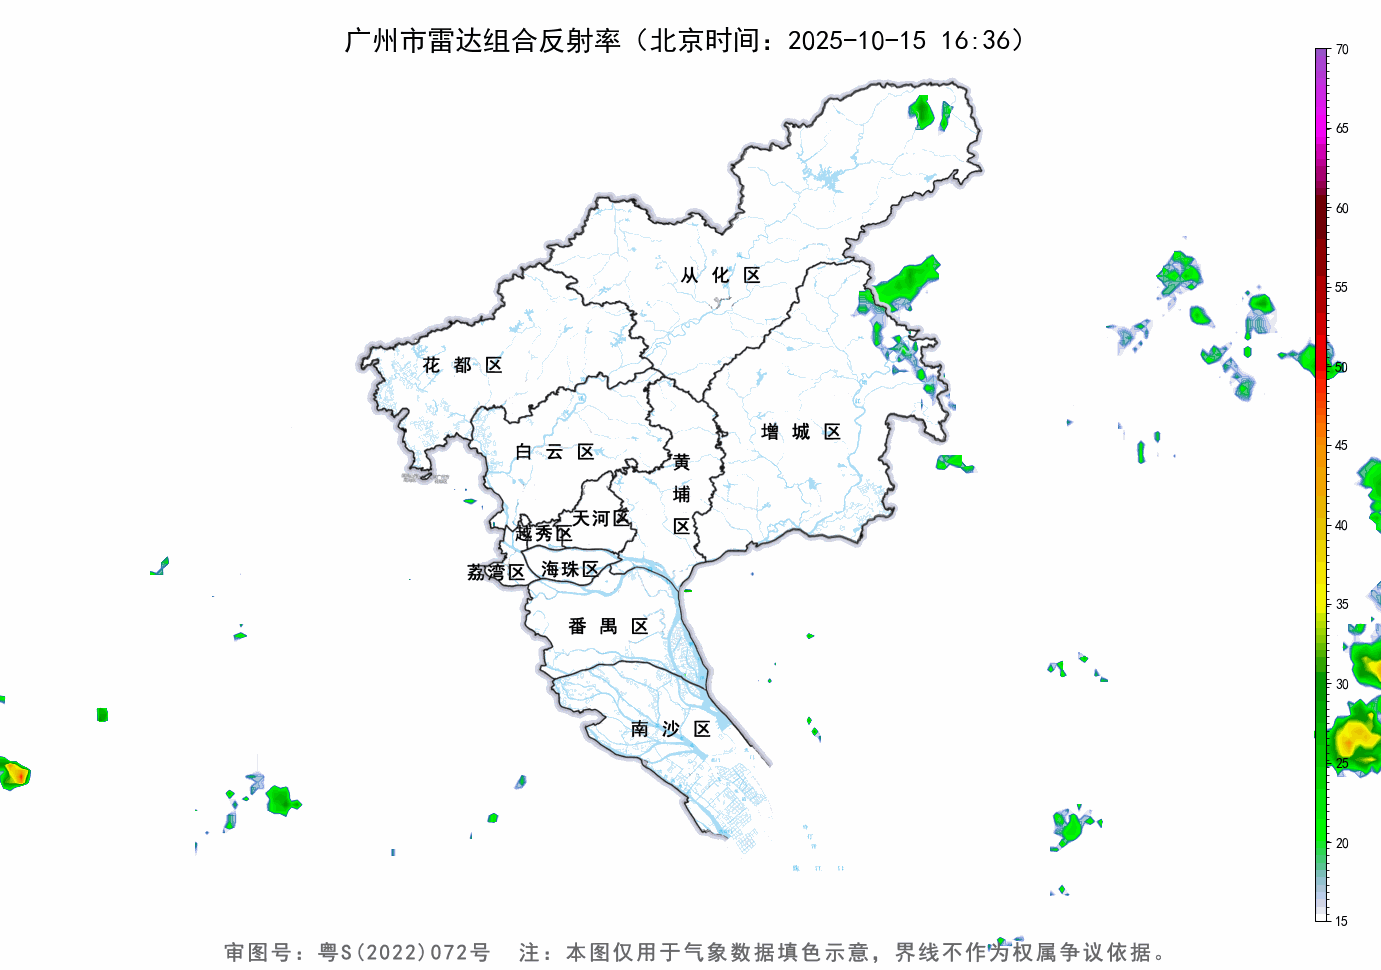 广州市雷达组合反射率（北京时间：2025-10-15 16:36）
70
65
60
55
50
45
40
35
30
25
20
15
从化区
花都区
增城区
白云区
黄埔区
天河区
越秀区
荔湾区
海珠区
番禺区
南沙区
审图号：粤S(2022)072号 注：本图仅用于气象数据填色示意，界线不作为权属争议依据。